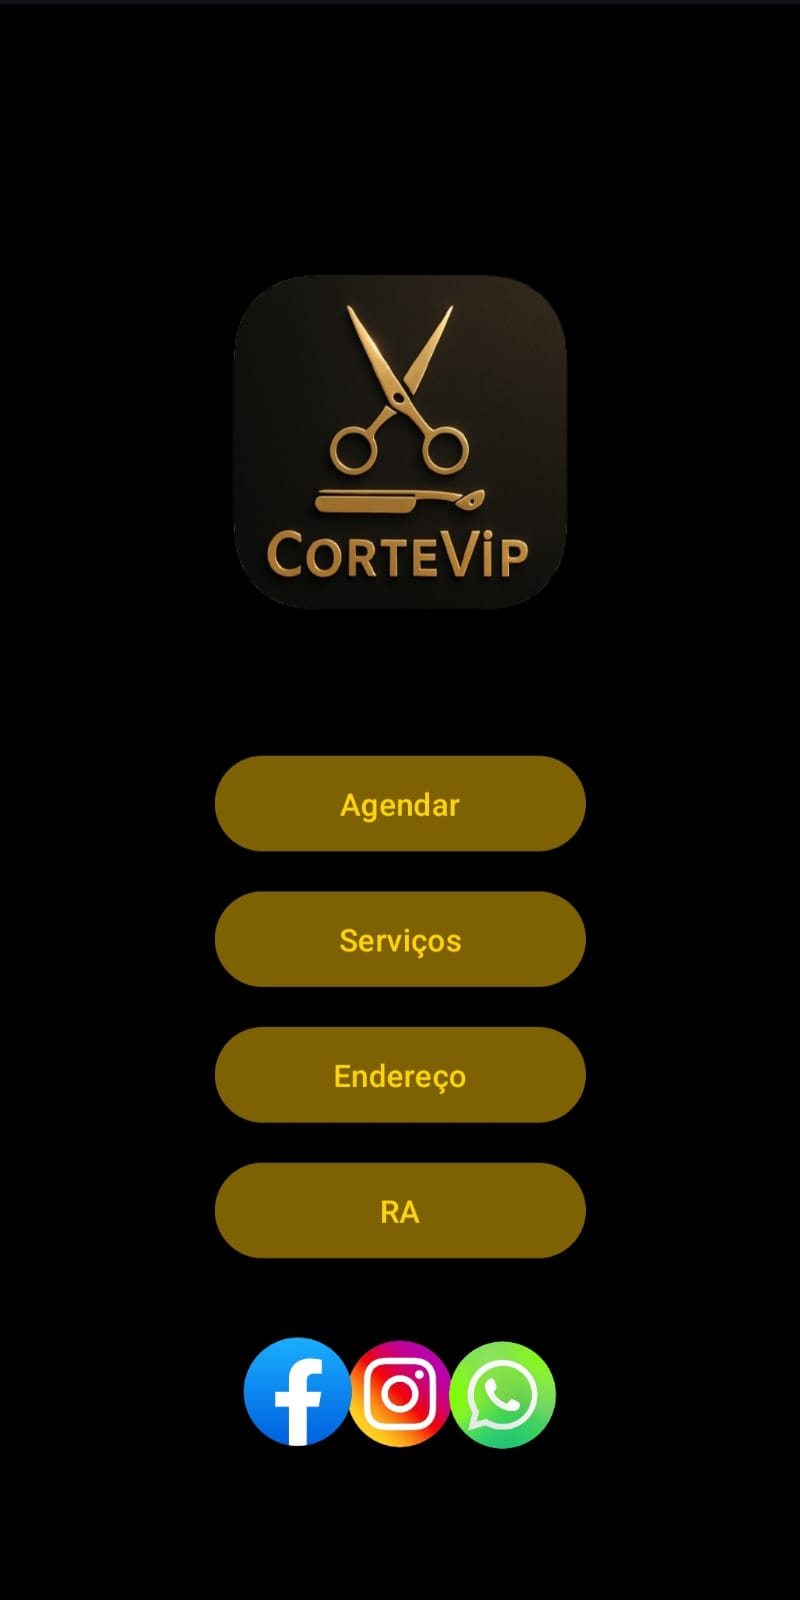 CORTEVIP
Agendar
Serviços
Endereço
RA